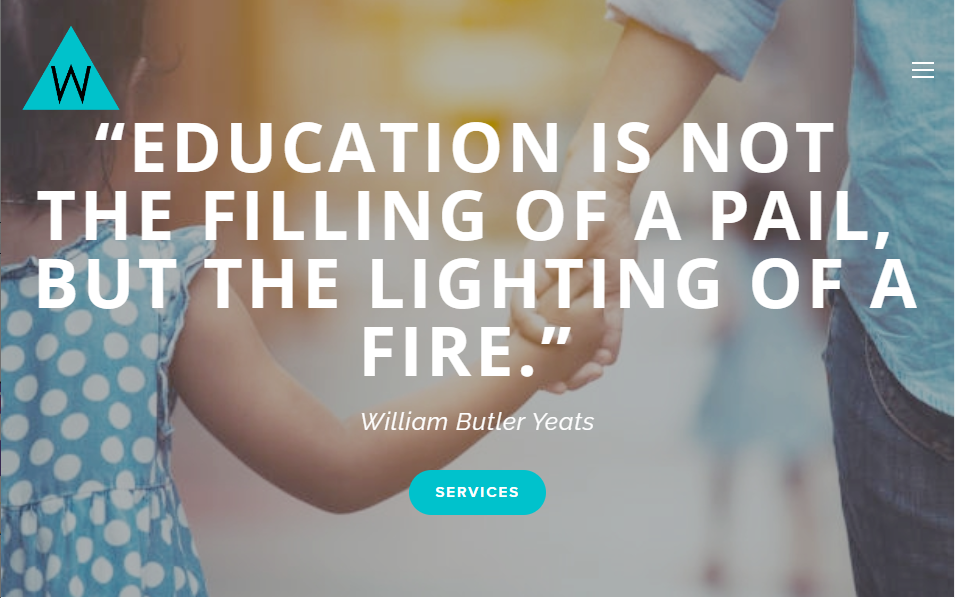 W
“EDUCATION IS NOT
THE FILLING OF A PAIL,
BUT THE LIGHTING OF A
FIRE.”
William Butler Yeats
SERVICES